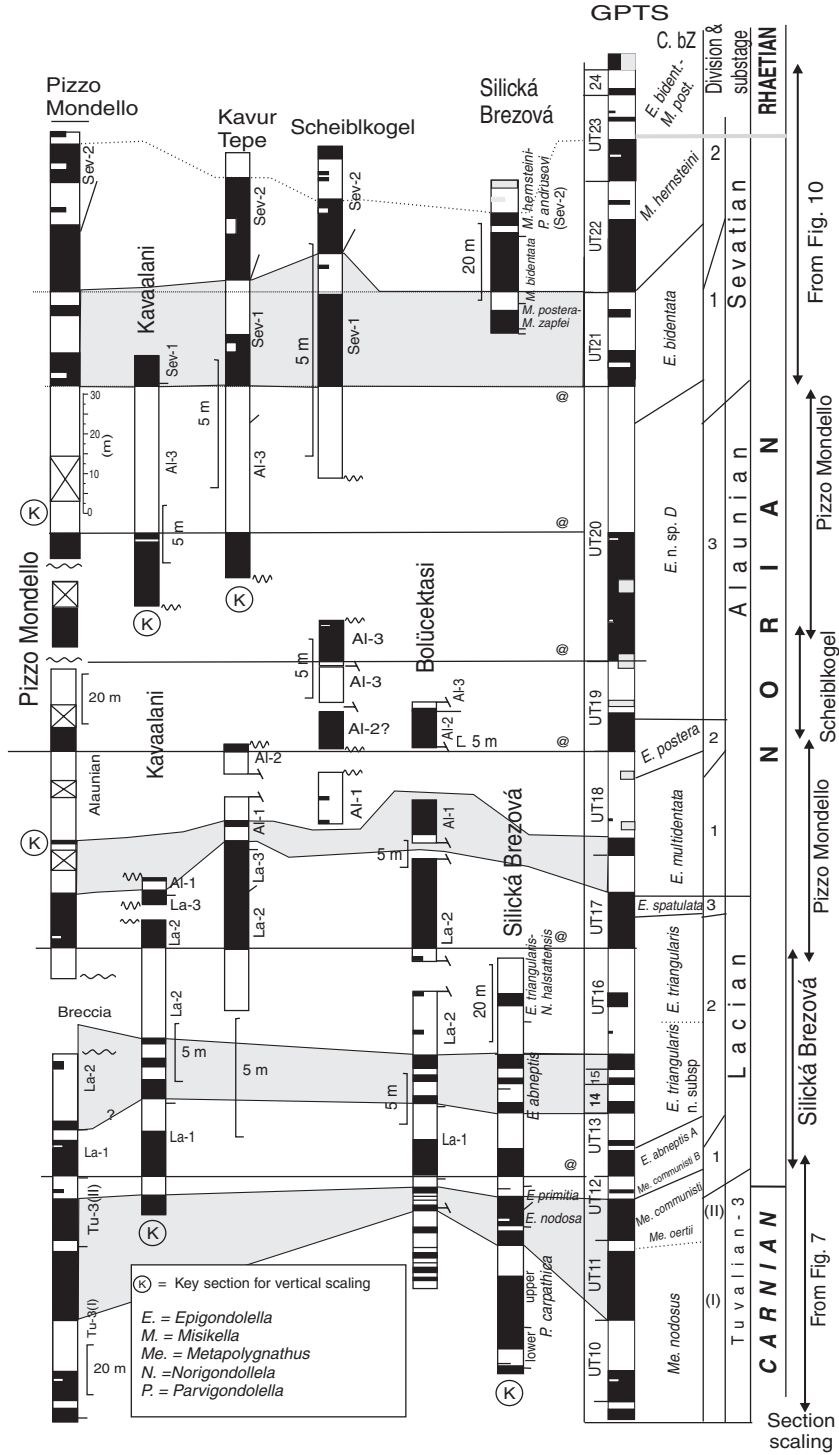 GPTS
C. bZ
Division &
substage
Pizzo
Mondello
Kavur
Tepe
Scheiblkogel
Silická
Brezová
24
E. bident.-
M. post.
RHAETIAN
Sev-2
Sev-2
Sev-2
M. hernsteini-
P. andrusovi
(Sev-2)
UT23
2
M. hernsteini
Kavaalani
20 m
M. bidentata
UT22
Sevatian
From Fig. 10
Sev-1
Sev-1
5 m
Sev-1
M. postera-
M. zapfei
UT21
E. bidentata
1
@
30
20
10
0
(m)
Al-3
5 m
Al-3
K
5 m
@
UT20
E. n. sp. D
3
Alaunian
NORIAN
Pizzo Mondello
K
K
Pizzo Mondello
Bolücektasi
Al-3
@
5 m
Al-3
Al-3
20 m
UT19
Scheiblkogel
Al-2?
Al-2
5 m
@
E. postera
2
Kavaalani
Al-2
Alaunian
Al-1
UT18
Al-1
Al-1
K
5 m
Silická Brezová
E. multidentata
1
Pizzo Mondello
La-3
Al-1
La-3
E. spatulata
3
La-2
La-2
La-2
@
UT17
La-2
E. triangularis-
N. halstattensis
20 m
UT16
E. triangularis
2
Breccia
La-2
5 m
5 m
E. triangularis
n. subsp
Lacian
Silická Brezová
La-2
5 m
E abneptis
15
14
?
La-1
La-1
La-1
UT13
@
E. abneptis A
Me. communisti B
1
UT12
Tu-3(II)
E. primitia
E. nodosa
Me. communisti
Me. oertii
(II)
K
UT11
Tuvalian-3
CARNIAN
From Fig. 7
K = Key section for vertical scaling
E. = Epigondolella
M. = Misikella
Me. = Metapolygnathus
N. =Norigondollela
P. = Parvigondolella
upper
lower
P. carpathica
(I)
Tu-3(I)
20 m
UT10
Me. nodosus
K
Section
scaling